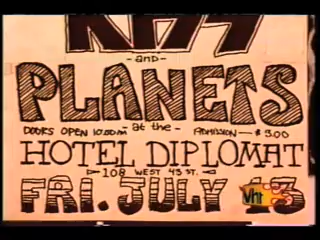 KISS
-and-
PLANETS
DOORS OPEN 10:00PM -at the- ADMISSION-$3.00
HOTEL DIPLOMAT
108 WEST 43 ST.
FRI. JULY 13
VH1